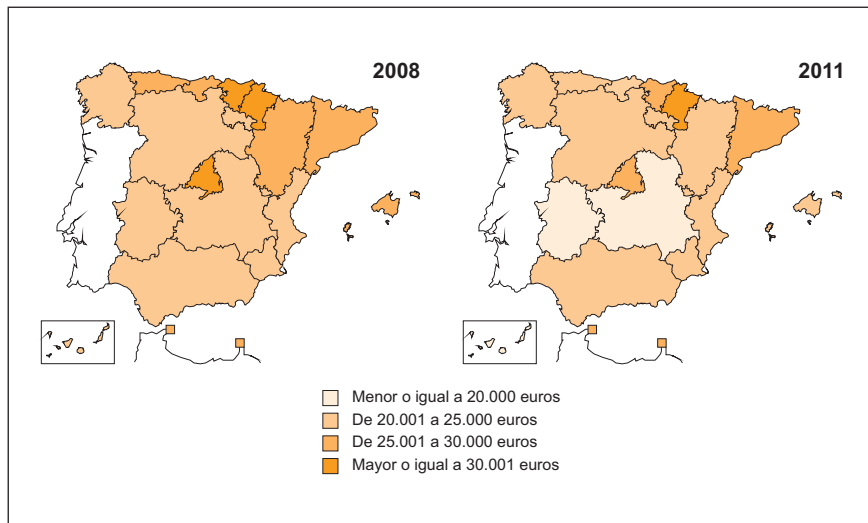 2008
2011
Menor o igual a 20.000 euros
De 20.001 a 25.000 euros
De 25.001 a 30.000 euros
Mayor o igual a 30.001 euros